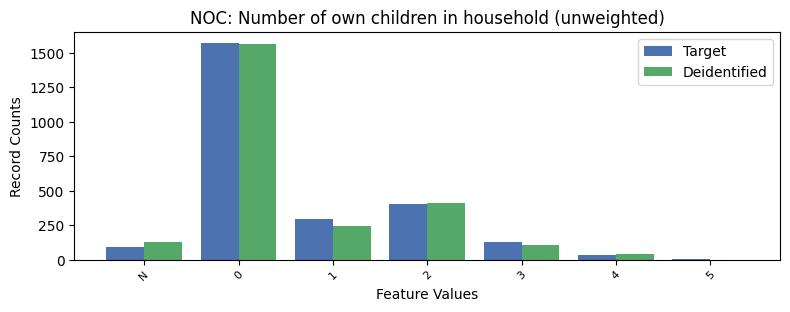 NOC: Number of own children in household (unweighted)
Target
Deidentified
Record Counts
1500
1250
1000
750
500
250
0
N 0 1 2 3 4 5
Feature Values